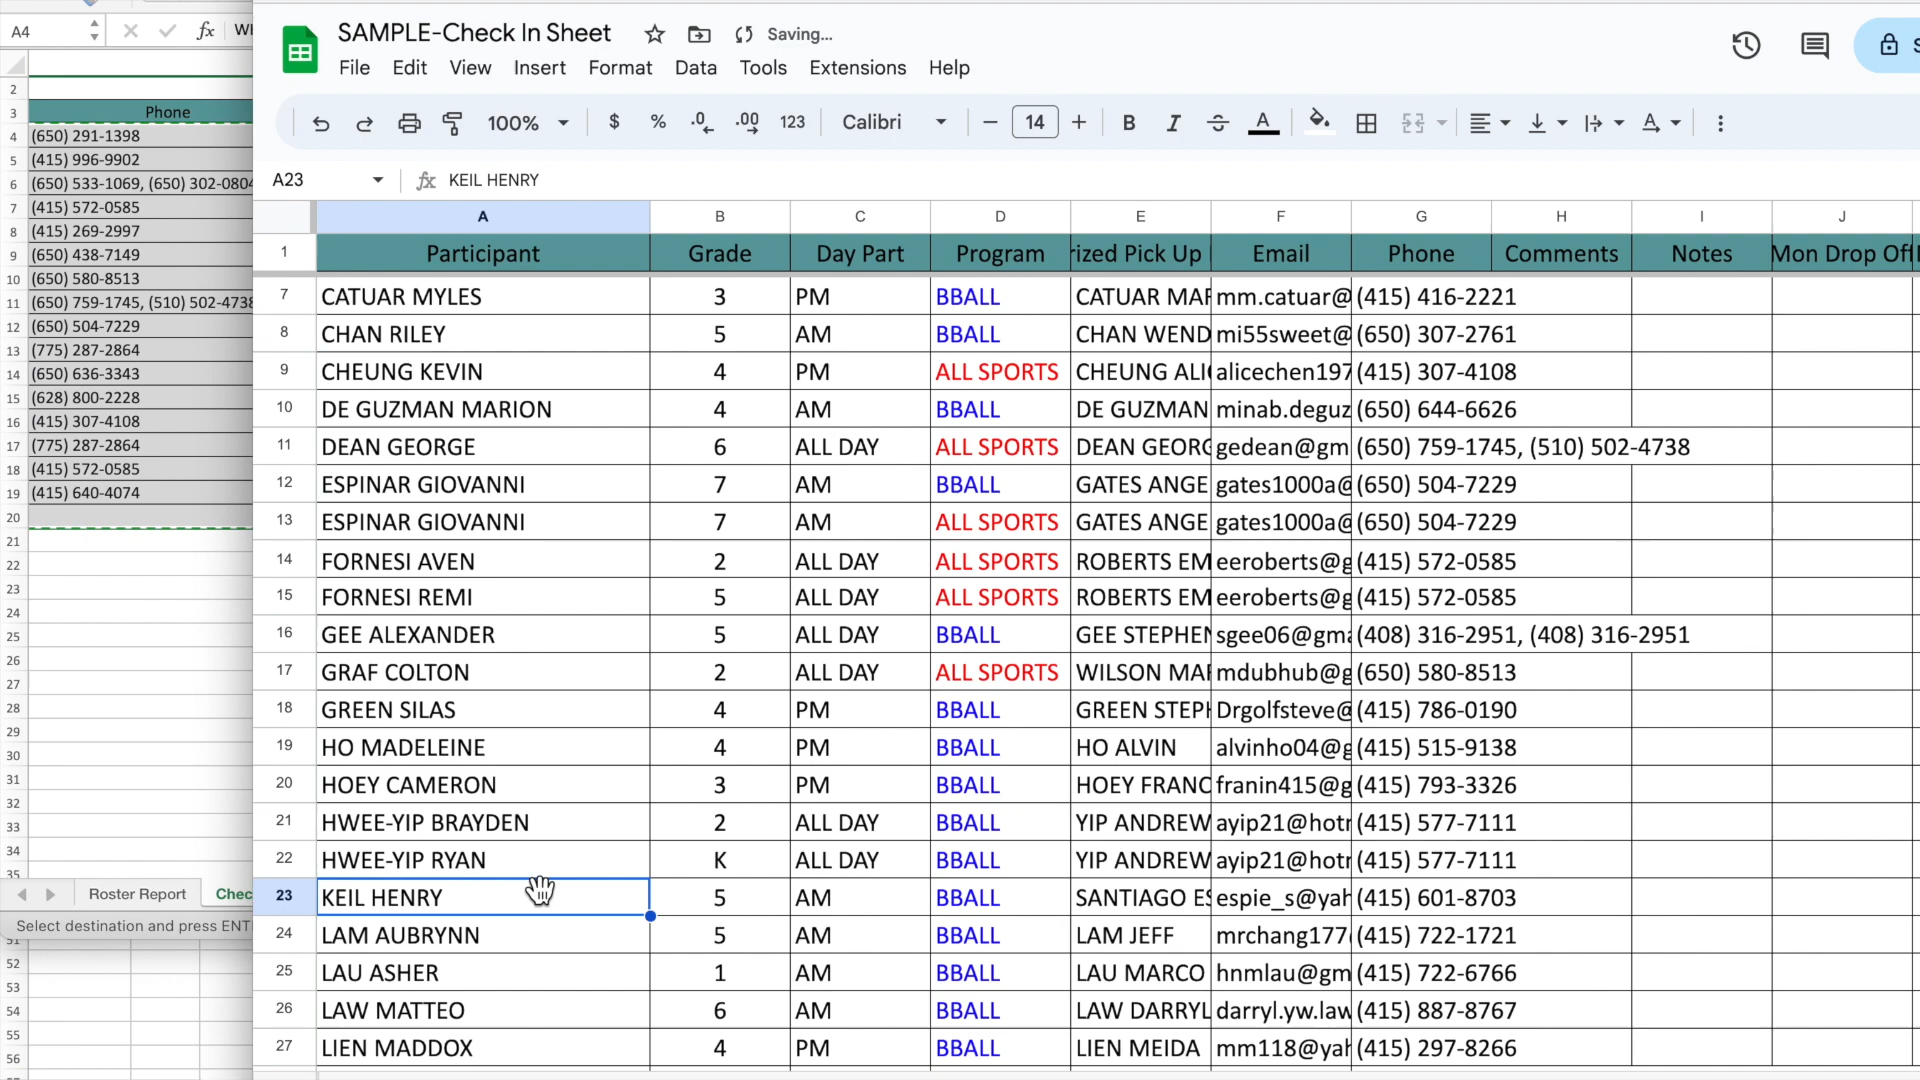 SAMPLE-Check In Sheet Saving...
File Edit View Insert Format Data Tools Extensions Help
100% $ % .0 .00 123 Calibri 14 B I S A
A4 fx
A23 fx KEIL HENRY
Phone
2
3
4 (650) 291-1398
5 (415) 996-9902
6 (650) 533-1069, (650) 302-0804
7 (415) 572-0585
8 (415) 269-2997
9 (650) 438-7149
10 (650) 580-8513
11 (650) 759-1745, (510) 502-4738
12 (650) 504-7229
13 (775) 287-2864
14 (650) 636-3343
15 (628) 800-2228
16 (415) 307-4108
17 (775) 287-2864
18 (415) 572-0585
19 (415) 640-4074
20
21
22
23
24
25
26
27
28
29
30
31
32
33
34
35
Roster Report Chec
Select destination and press ENT
52
53
54
55
56
A B C D E F G H I J
1 Participant Grade Day Part Program rized Pick Up Email Phone Comments Notes Mon Drop Off
7 CATUAR MYLES 3 PM BBALL CATUAR MAR mm.catuar@ (415) 416-2221
8 CHAN RILEY 5 AM BBALL CHAN WEND mi55sweet@ (650) 307-2761
9 CHEUNG KEVIN 4 PM ALL SPORTS CHEUNG ALI alicechen197 (415) 307-4108
10 DE GUZMAN MARION 4 AM BBALL DE GUZMAN minab.deguz (650) 644-6626
11 DEAN GEORGE 6 ALL DAY ALL SPORTS DEAN GEORG gedean@gm (650) 759-1745, (510) 502-4738
12 ESPINAR GIOVANNI 7 AM BBALL GATES ANGE gates1000a@ (650) 504-7229
13 ESPINAR GIOVANNI 7 AM ALL SPORTS GATES ANGE gates1000a@ (650) 504-7229
14 FORNESI AVEN 2 ALL DAY ALL SPORTS ROBERTS EM eeroberts@g (415) 572-0585
15 FORNESI REMI 5 ALL DAY ALL SPORTS ROBERTS EM eeroberts@g (415) 572-0585
16 GEE ALEXANDER 5 ALL DAY BBALL GEE STEPHEN sgee06@gma (408) 316-2951, (408) 316-2951
17 GRAF COLTON 2 ALL DAY ALL SPORTS WILSON MAR mdubhub@g (650) 580-8513
18 GREEN SILAS 4 PM BBALL GREEN STEPH Drgolfsteve@ (415) 786-0190
19 HO MADELEINE 4 PM BBALL HO ALVIN alvinho04@g (415) 515-9138
20 HOEY CAMERON 3 PM BBALL HOEY FRANC franin415@g (415) 793-3326
21 HWEE-YIP BRAYDEN 2 ALL DAY BBALL YIP ANDREW ayip21@hotr (415) 577-7111
22 HWEE-YIP RYAN K ALL DAY BBALL YIP ANDREW ayip21@hotr (415) 577-7111
23 KEIL HENRY 5 AM BBALL SANTIAGO ES espie_s@yah (415) 601-8703
24 LAM AUBRYNN 5 AM BBALL LAM JEFF mrchang177 (415) 722-1721
25 LAU ASHER 1 AM BBALL LAU MARCO hnmlau@gm (415) 722-6766
26 LAW MATTEO 6 AM BBALL LAW DARRYL darryl.yw.law (415) 887-8767
27 LIEN MADDOX 4 PM BBALL LIEN MEIDA mm118@yah (415) 297-8266